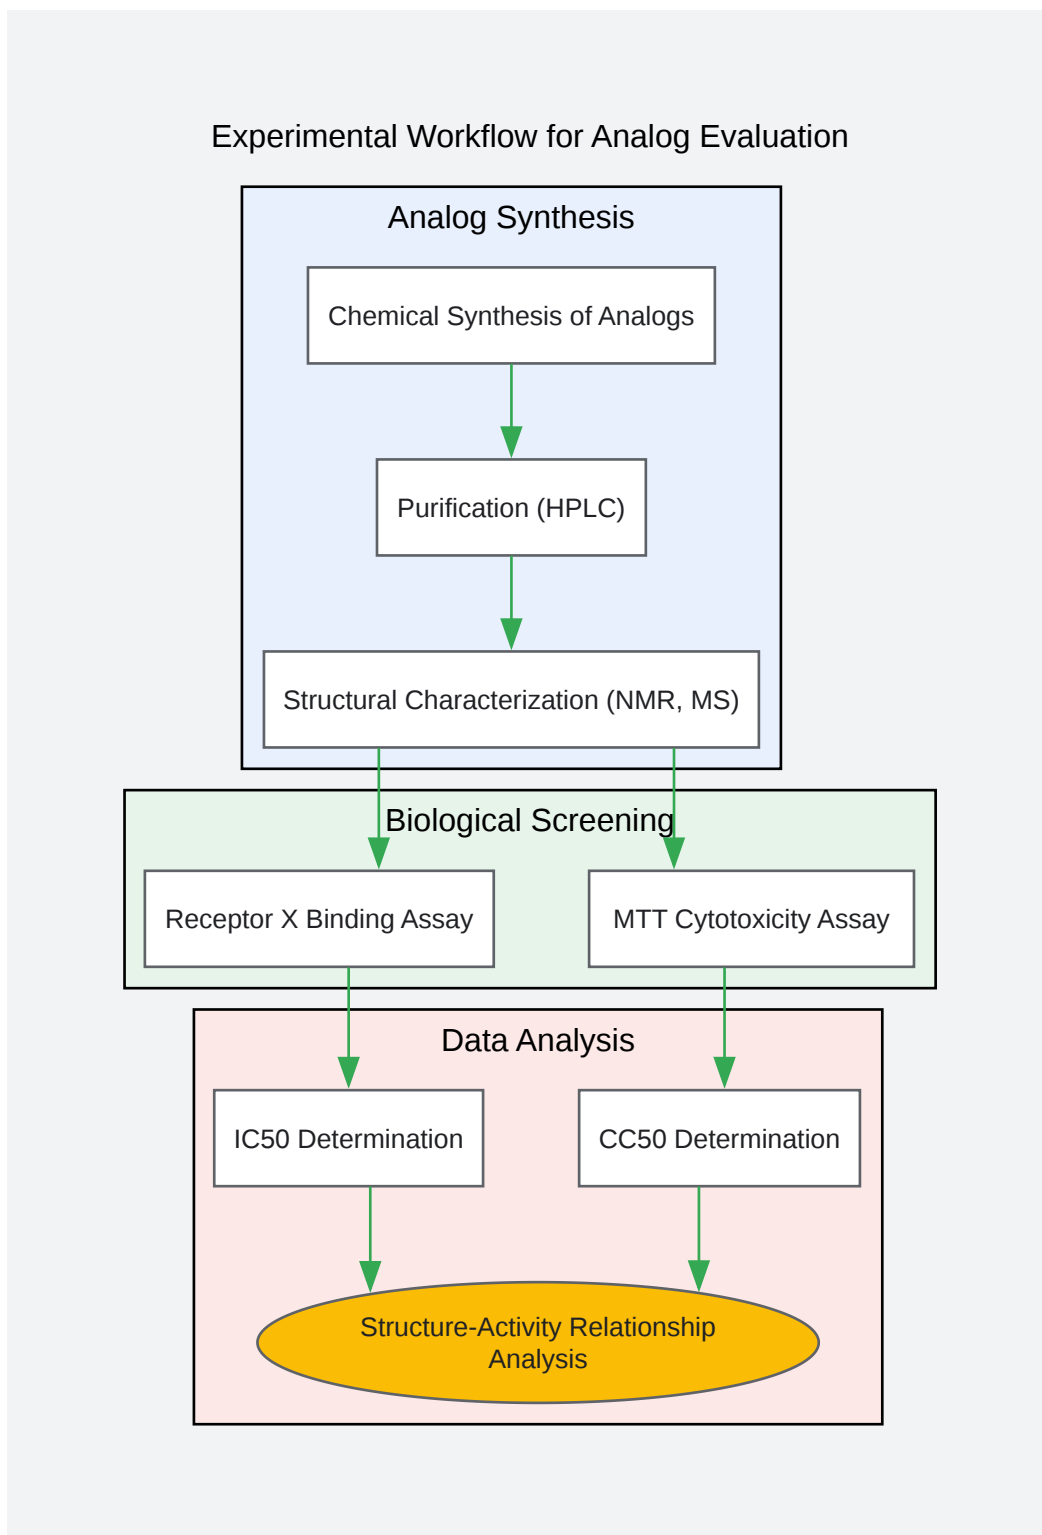 Experimental Workflow for Analog Evaluation
Analog Synthesis
Chemical Synthesis of Analogs
Purification (HPLC)
Structural Characterization (NMR, MS)
Biological Screening
Receptor X Binding Assay
MTT Cytotoxicity Assay
Data Analysis
IC50 Determination
CC50 Determination
Structure-Activity Relationship
Analysis